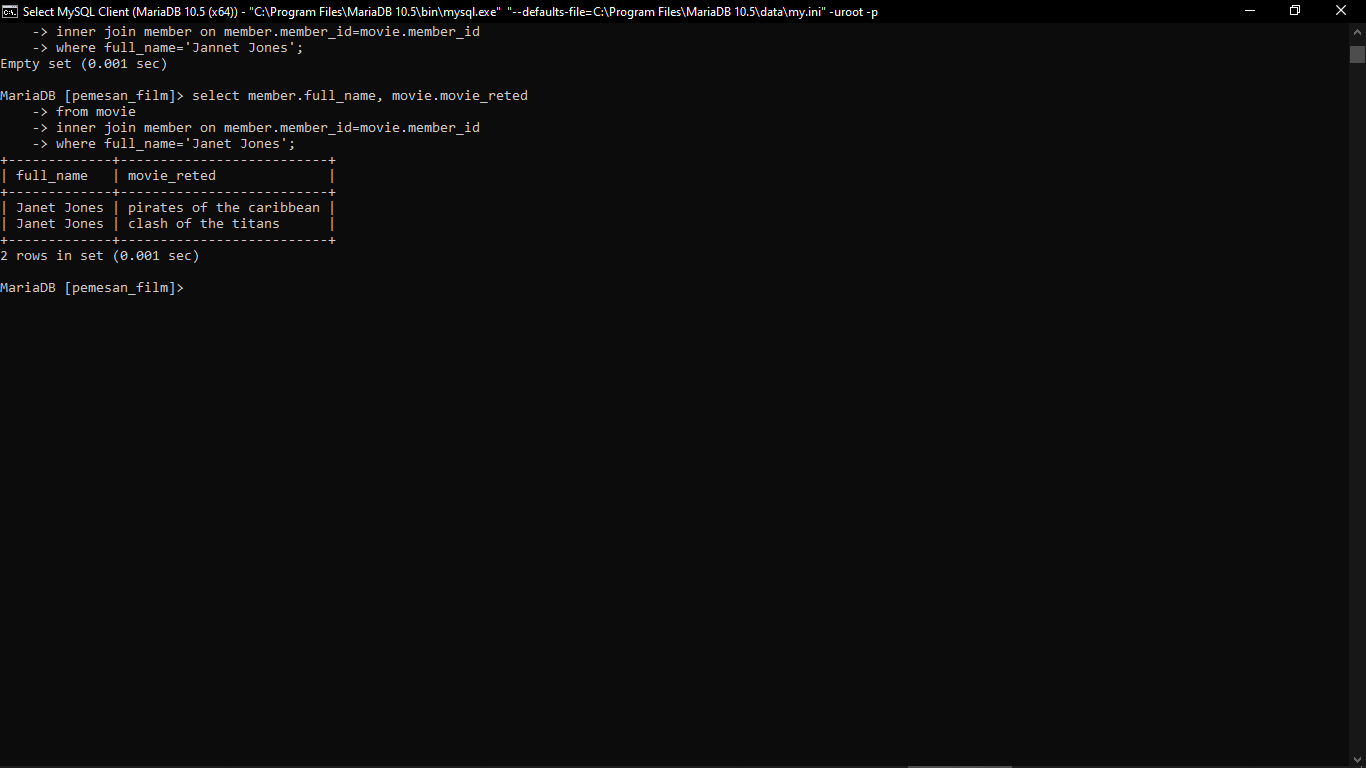 Select MySQL Client (MariaDB 10.5 (x64)) - "C:\Program Files\MariaDB 10.5\bin\mysql.exe" "--defaults-file=C:\Program Files\MariaDB 10.5\data\my.ini" -uroot -p
    -> inner join member on member.member_id=movie.member_id
    -> where full_name='Jannet Jones';
Empty set (0.001 sec)
MariaDB [pemesan_film]> select member.full_name, movie.movie_reted
    -> from movie
    -> inner join member on member.member_id=movie.member_id
    -> where full_name='Janet Jones';
+-------------+--------------------------+
| full_name   | movie_reted              |
+-------------+--------------------------+
| Janet Jones | pirates of the caribbean |
| Janet Jones | clash of the titans      |
+-------------+--------------------------+
2 rows in set (0.001 sec)
MariaDB [pemesan_film]>